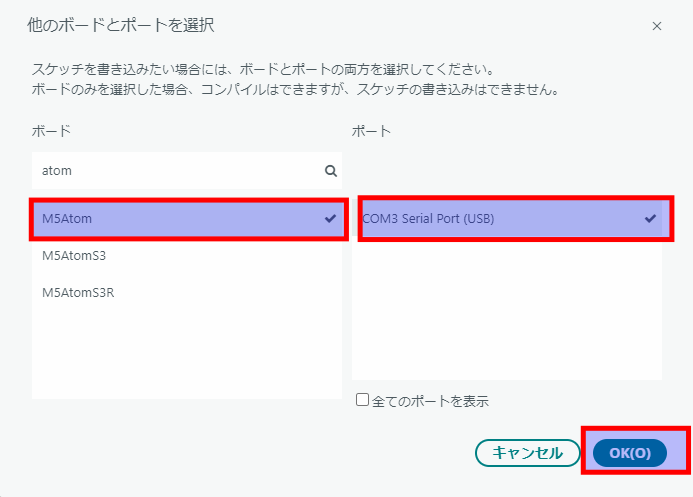 他のボードとポートを選択
スケッチを書き込みたい場合には、ボードとポートの両方を選択してください。
ボードのみを選択した場合、コンパイルはできますが、スケッチの書き込みはできません。
ボード
ポート
atom
M5Atom
COM3 Serial Port (USB)
M5AtomS3
M5AtomS3R
全てのポートを表示
キャンセル
OK(O)